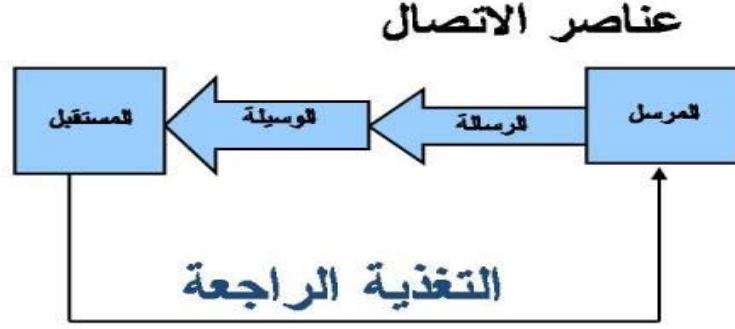 عناصر الاتصال
المرسل
الرسالة
الوسيلة
المستقبل
التغذية الراجعة